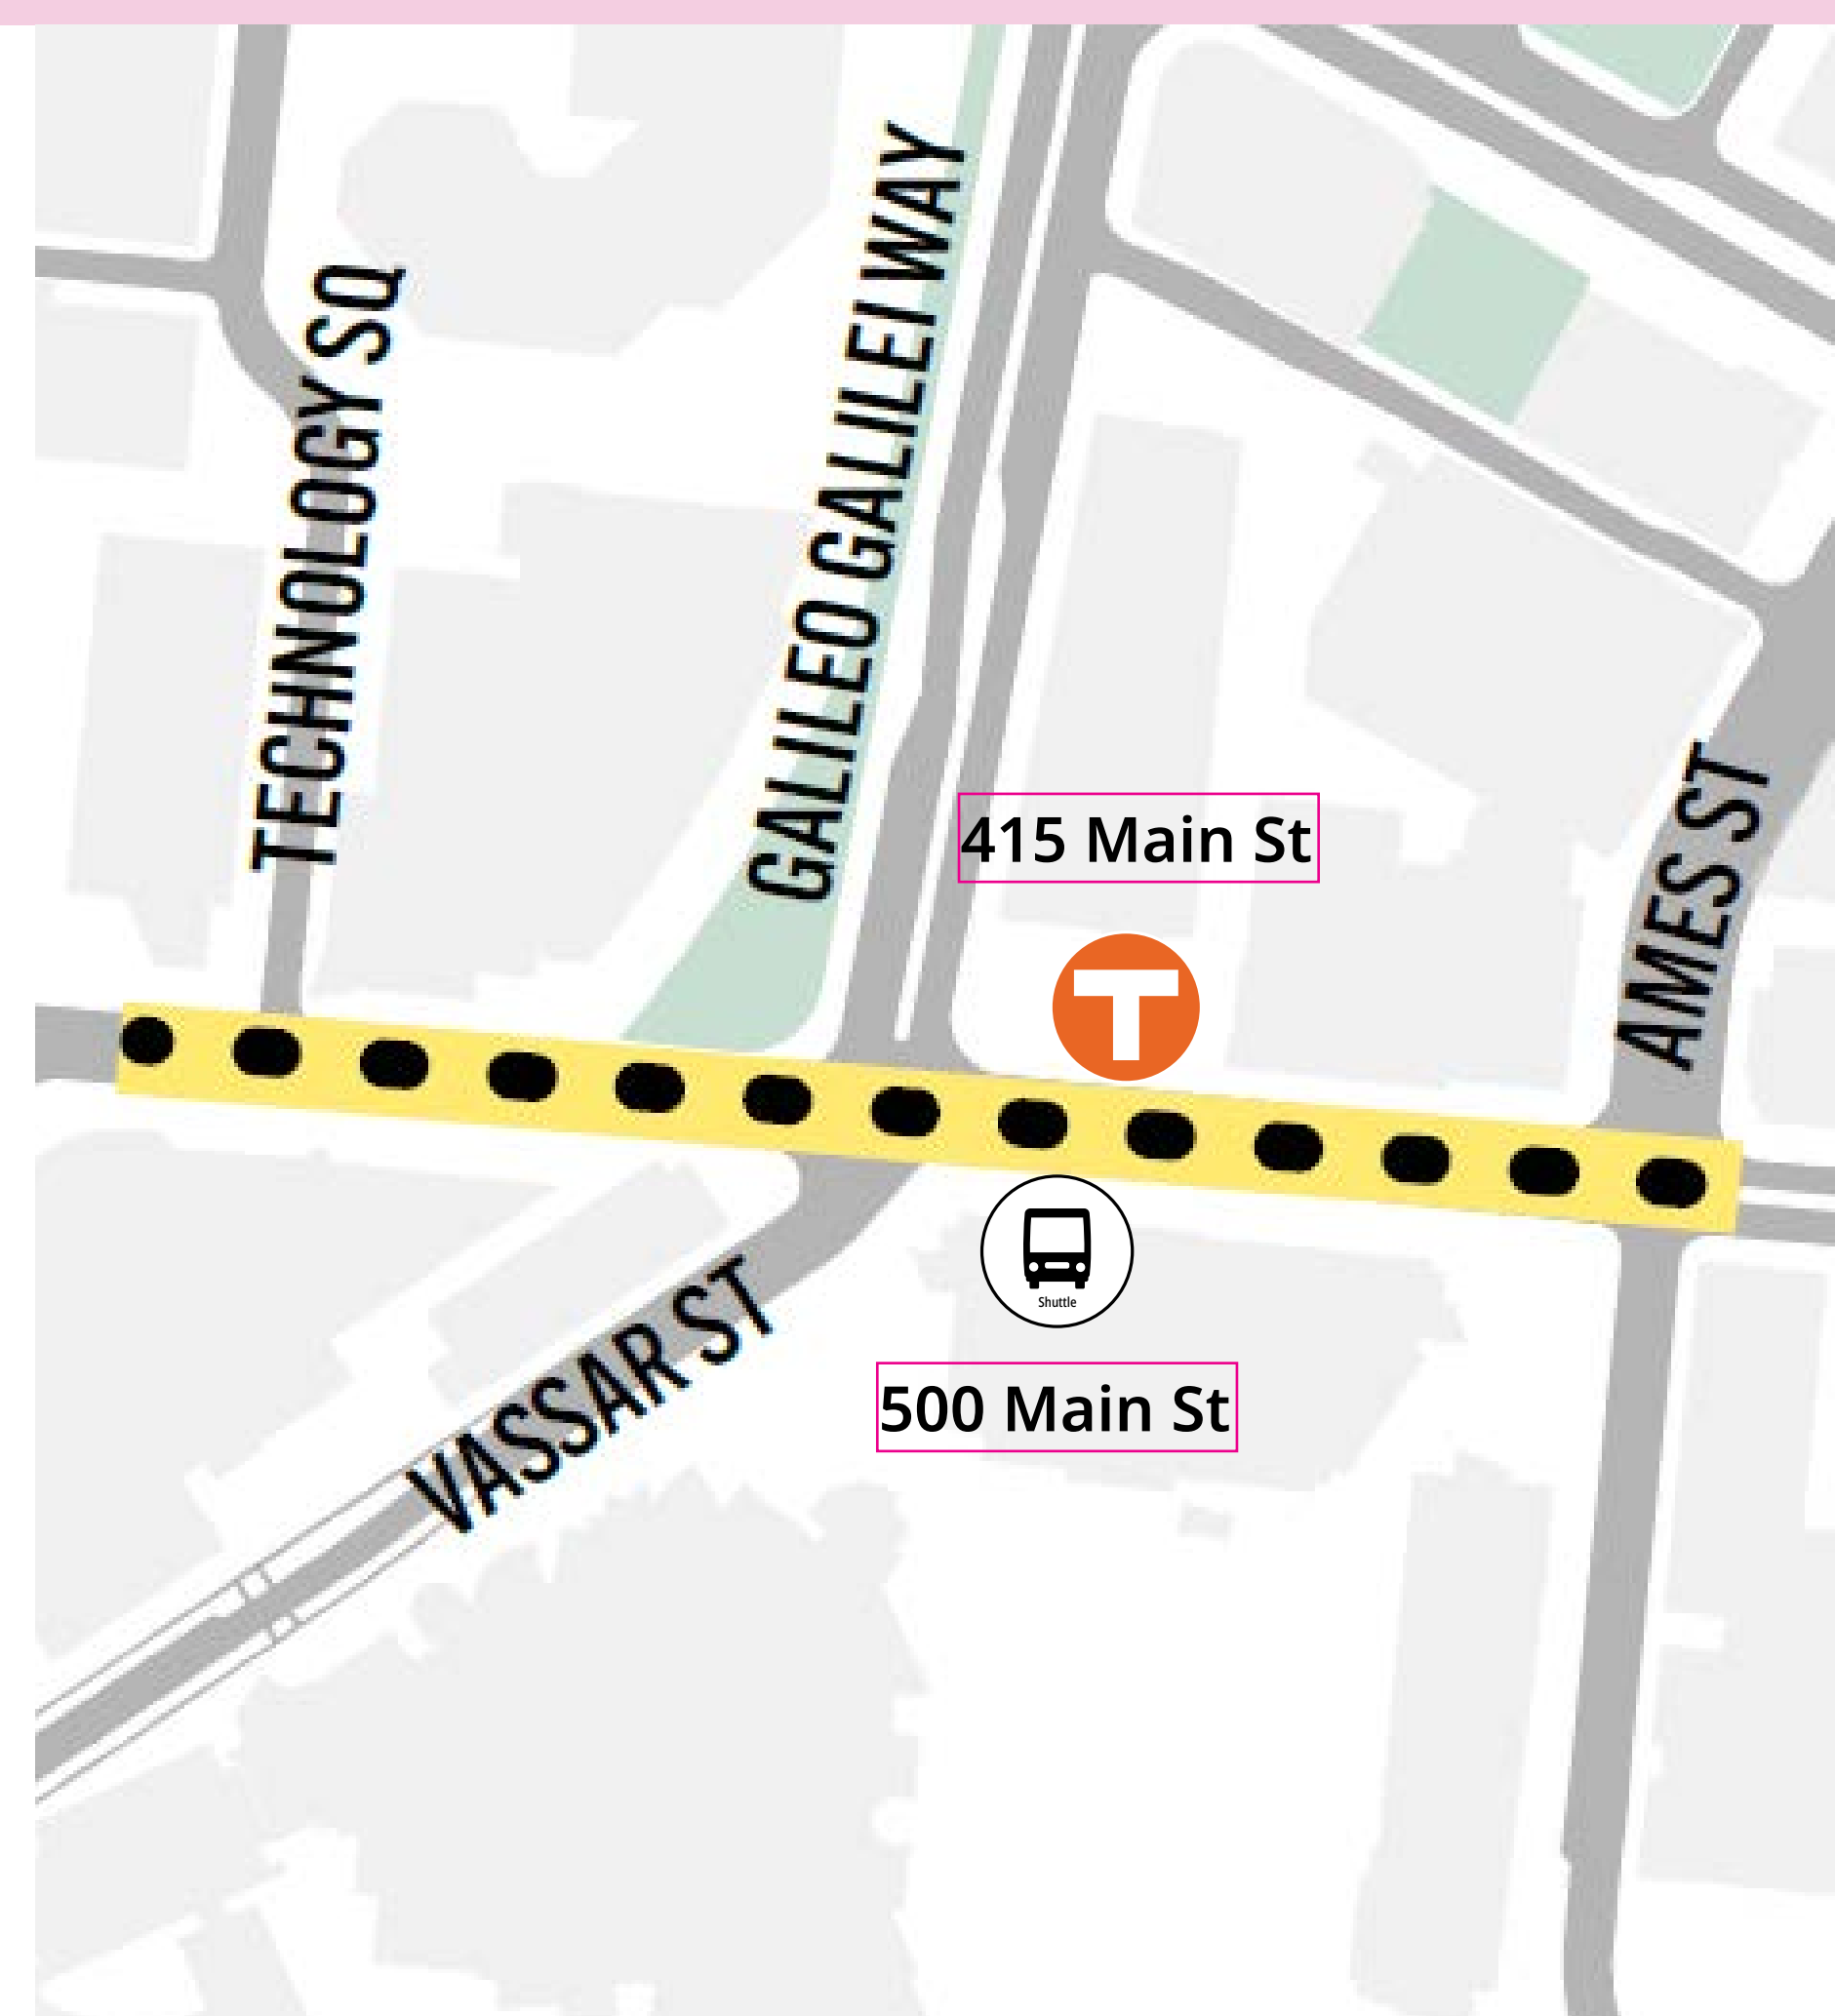 TECHNOLOGY SQ
GALILEO GALILEI WAY
415 Main St
T
AMES ST
Shuttle
500 Main St
VASSAR ST